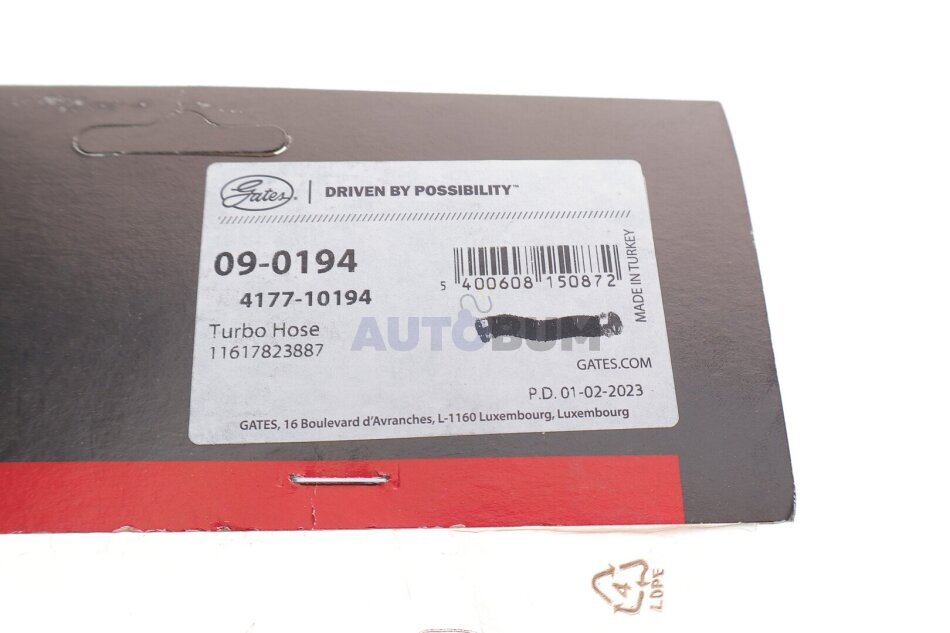 Gates® | DRIVEN BY POSSIBILITY™
09-0194
4177-10194
Turbo Hose
11617823887
5 400608 150872
MADE IN TURKEY
AUTOBUM
GATES.COM
P.D. 01-02-2023
GATES, 16 Boulevard d'Avranches, L-1160 Luxembourg, Luxembourg
4
LDPE